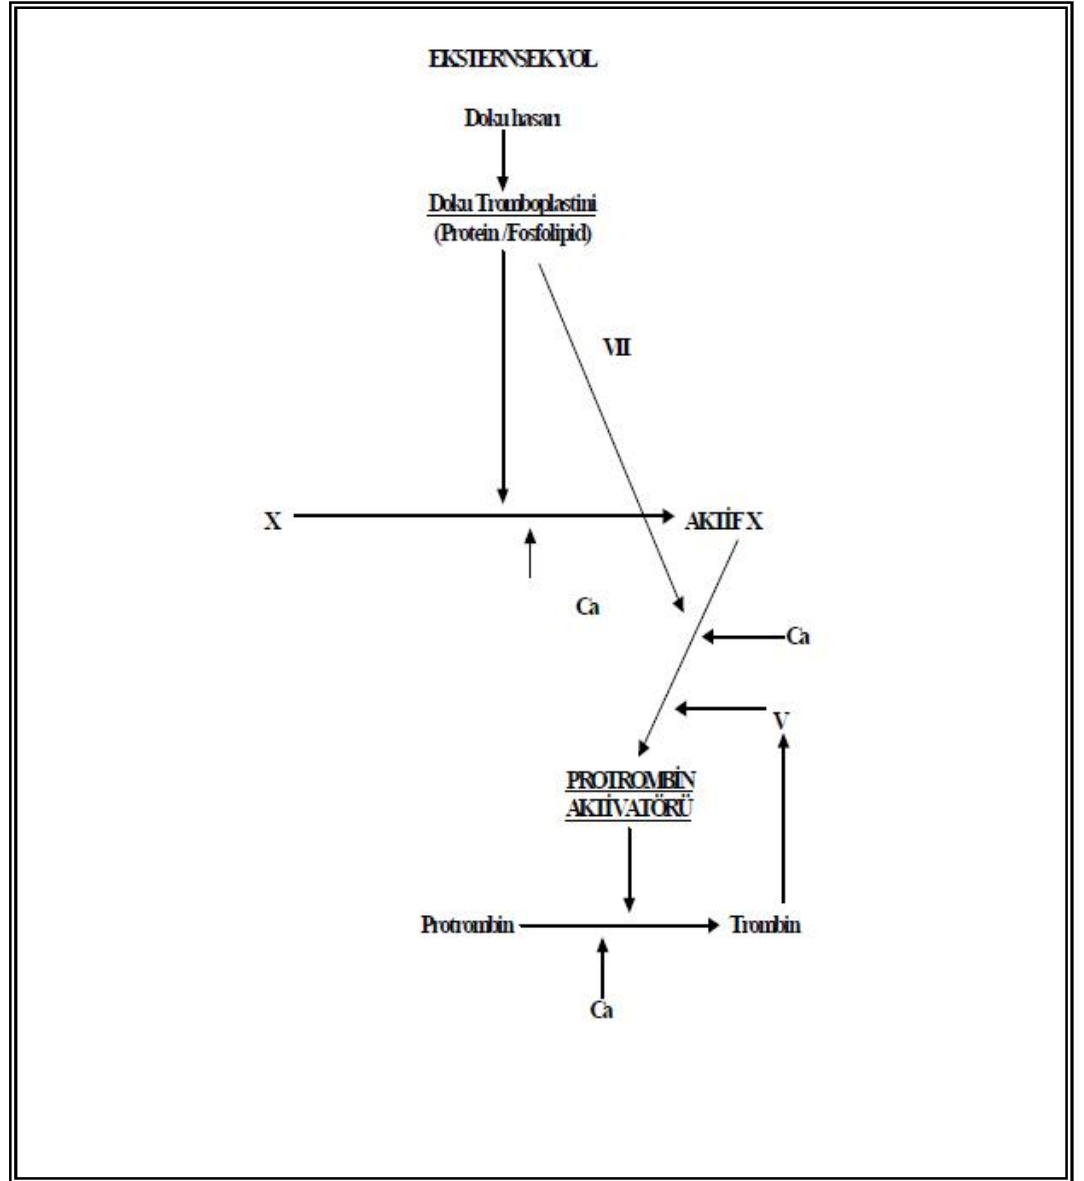 EKSTERNSEK YOL
Doku hasarı
Doku Tromboplastini
(Protein /Fosfolipid)
VII
X
AKTİF X
Ca
Ca
V
PROTROMBİN
AKTİVATÖRÜ
Protrombin
Trombin
Ca